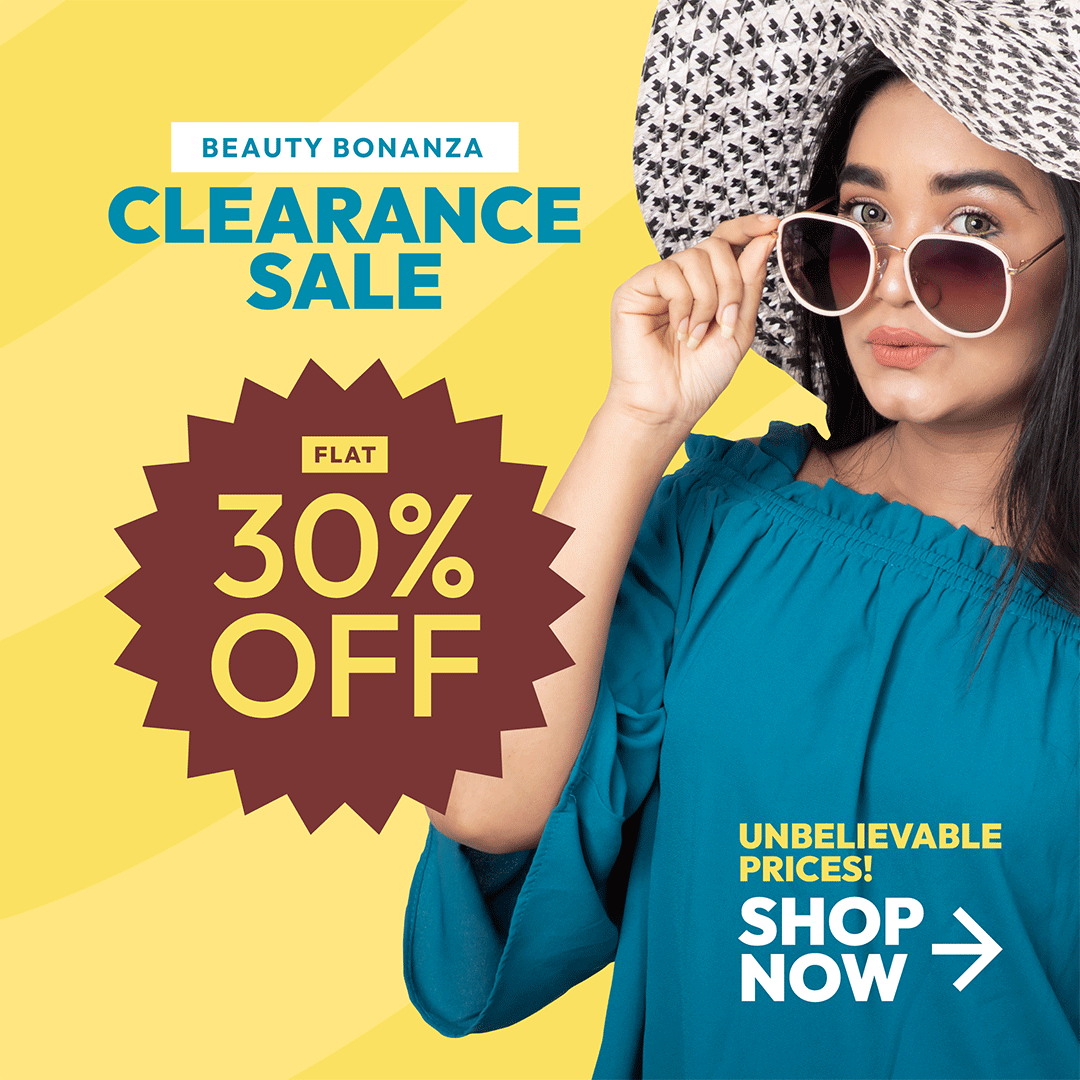 BEAUTY BONANZA
CLEARANCE
SALE
FLAT
30%
OFF
UNBELIEVABLE
PRICES!
SHOP
NOW